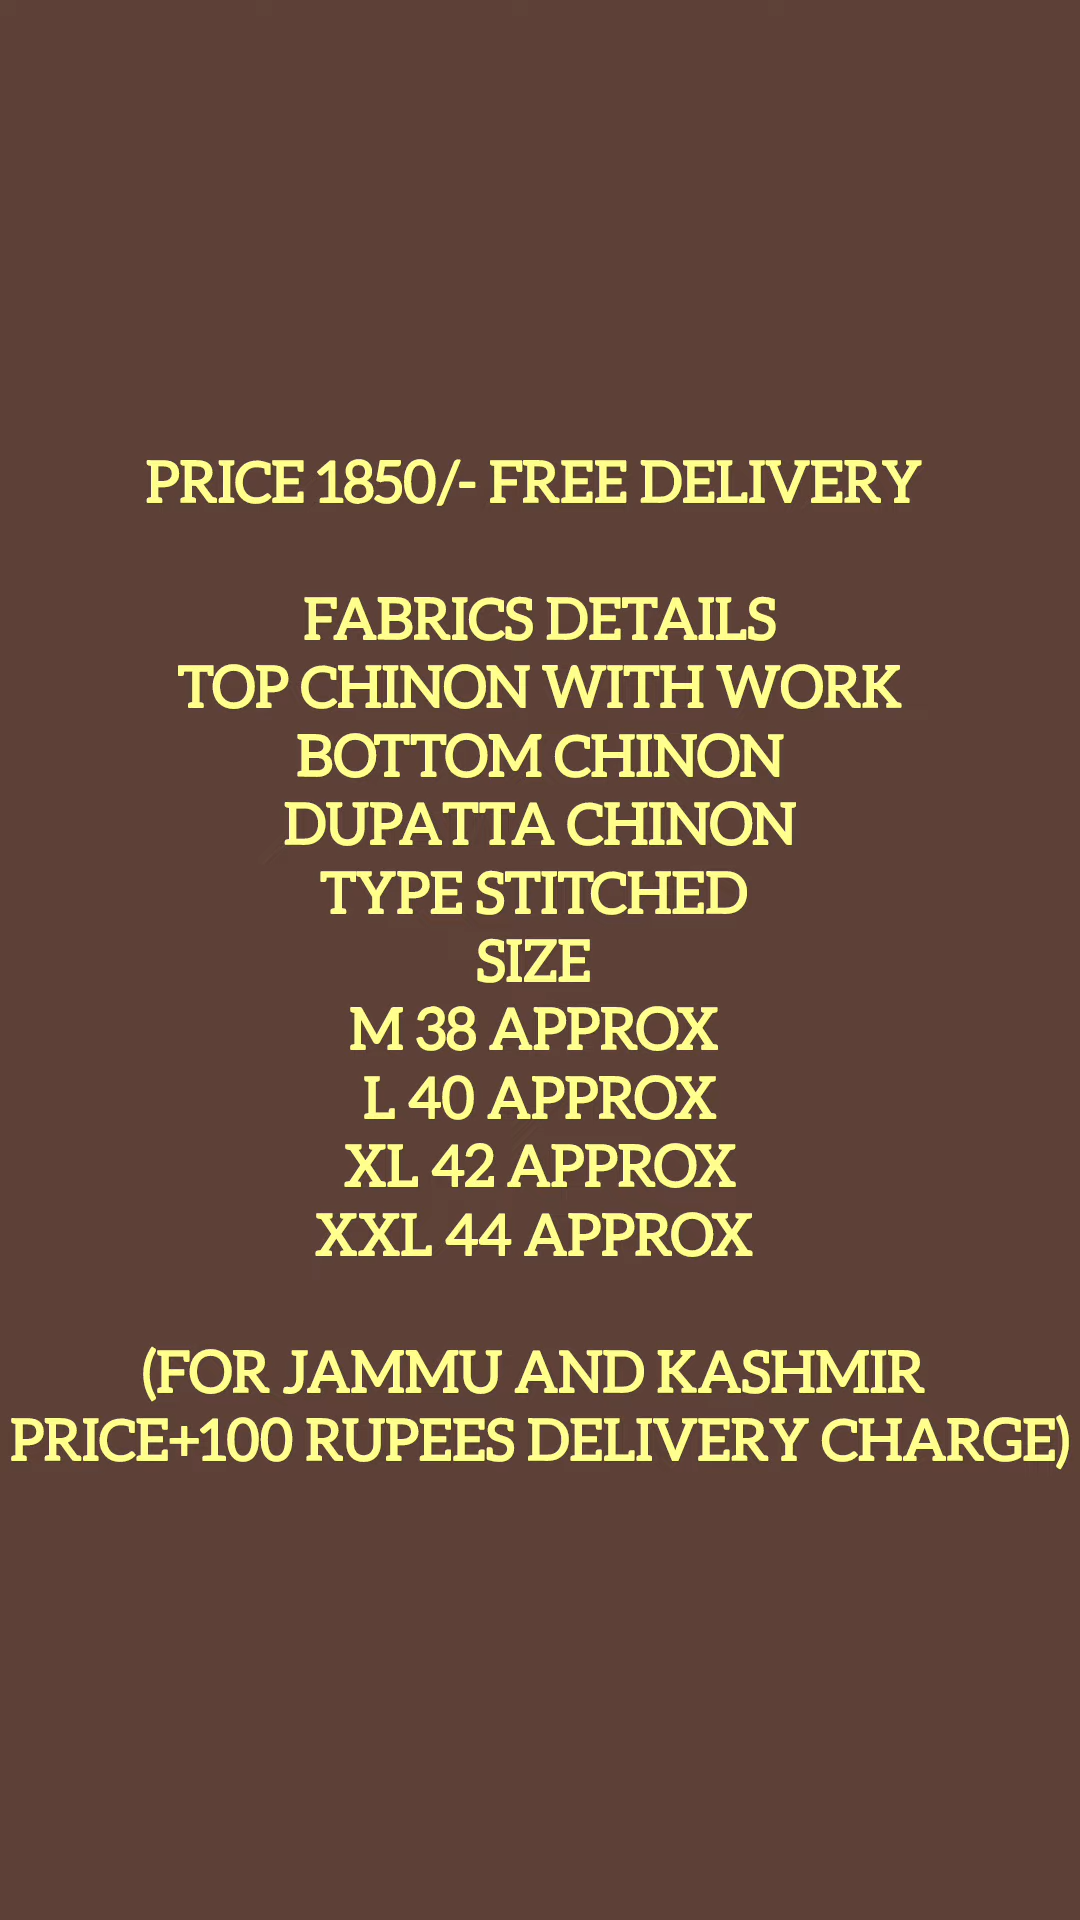 PRICE 1850/- FREE DELIVERY
FABRICS DETAILS
TOP CHINON WITH WORK
BOTTOM CHINON
DUPATTA CHINON
TYPE STITCHED
SIZE
M 38 APPROX
L 40 APPROX
XL 42 APPROX
XXL 44 APPROX
(FOR JAMMU AND KASHMIR
PRICE+100 RUPEES DELIVERY CHARGE)